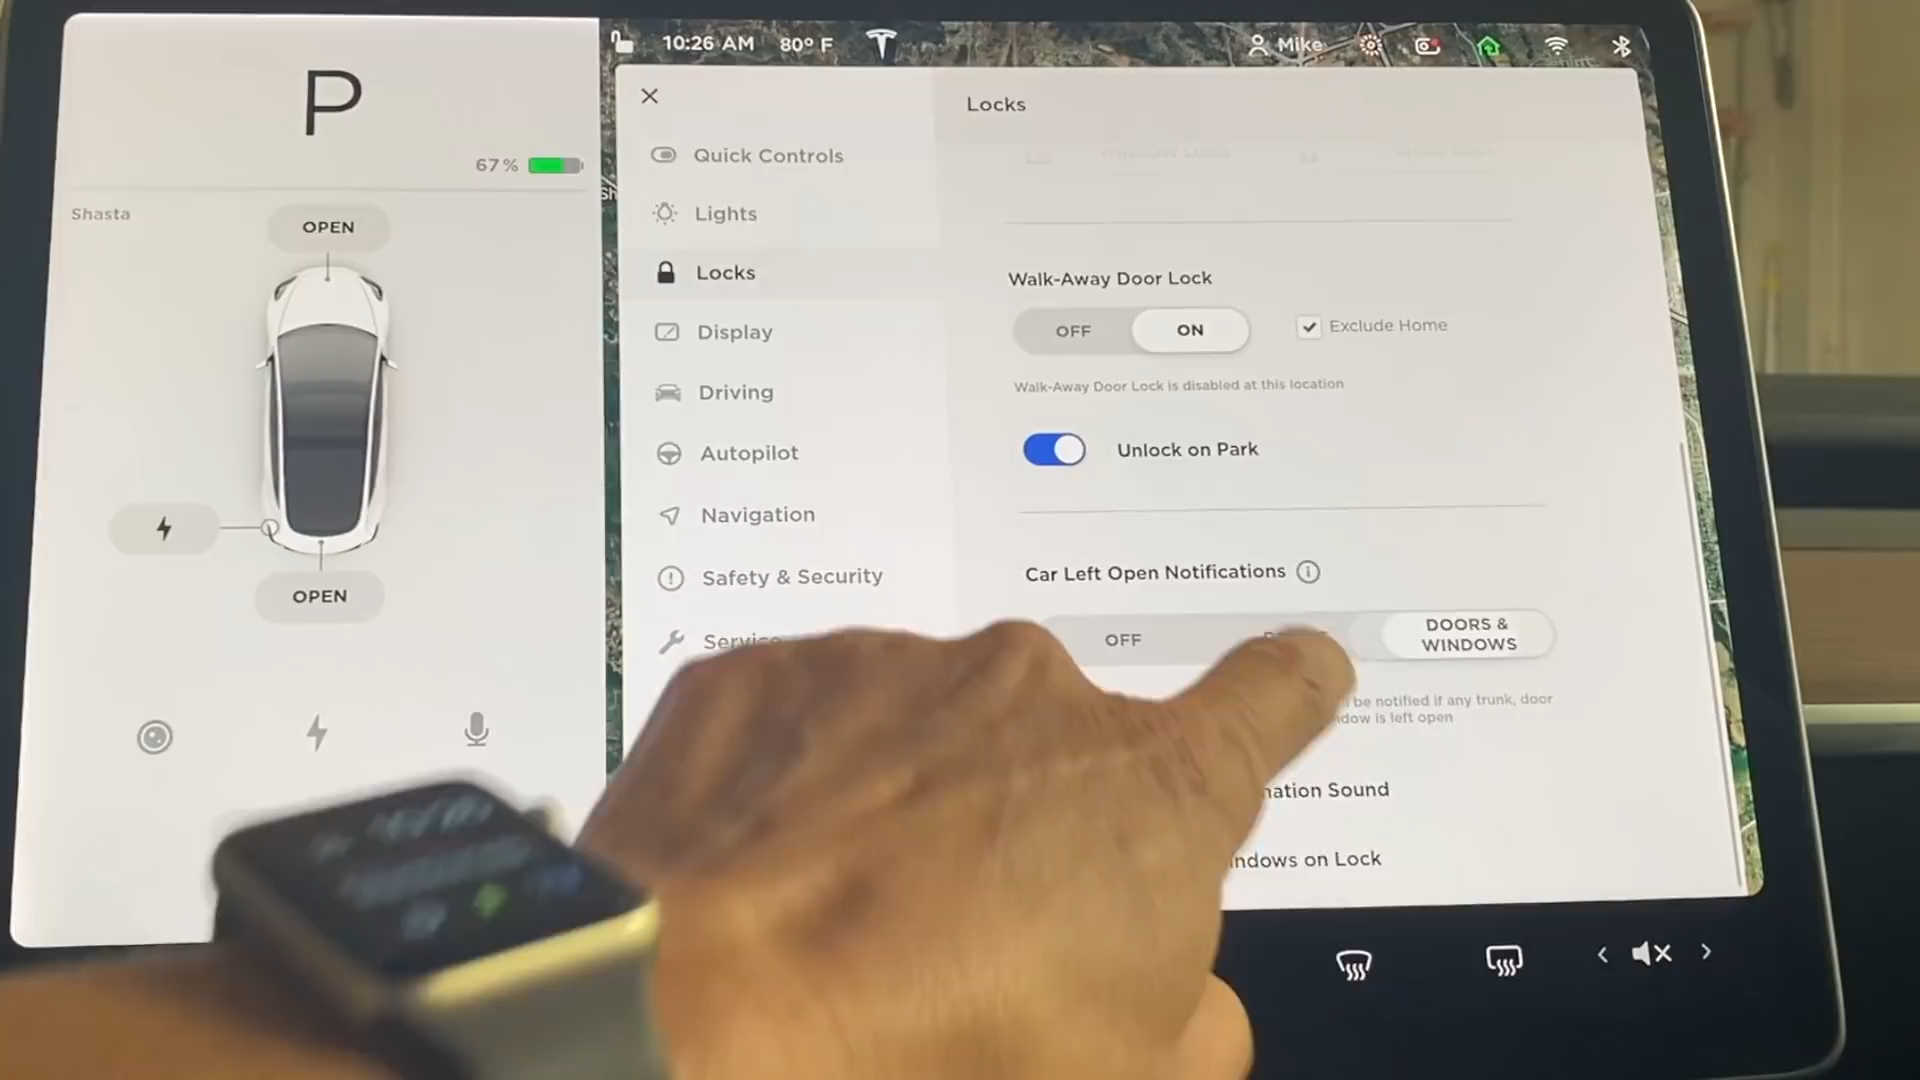 10:26 AM 80° F Mike
P
67%
Shasta
OPEN
OPEN
Quick Controls
Lights
Locks
Display
Driving
Autopilot
Navigation
Safety & Security
Service
Locks
Walk-Away Door Lock
OFF ON Exclude Home
Walk-Away Door Lock is disabled at this location
Unlock on Park
Car Left Open Notifications
OFF DOORS &
WINDOWS
be notified if any trunk, door
is left open
Sound
on Lock